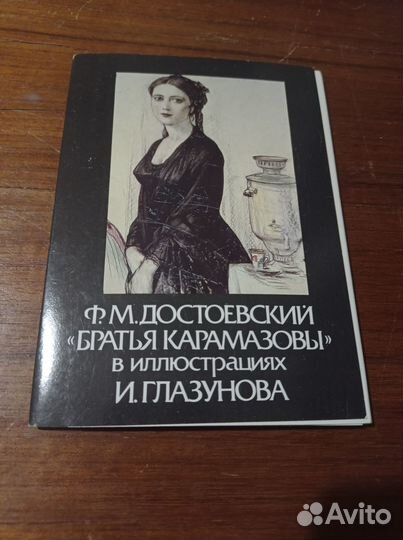 Ф.М.ДОСТОЕВСКИЙ
„БРАТЬЯ КАРАМАЗОВЫ”
в иллюстрациях
И.ГЛАЗУНОВА
Avito